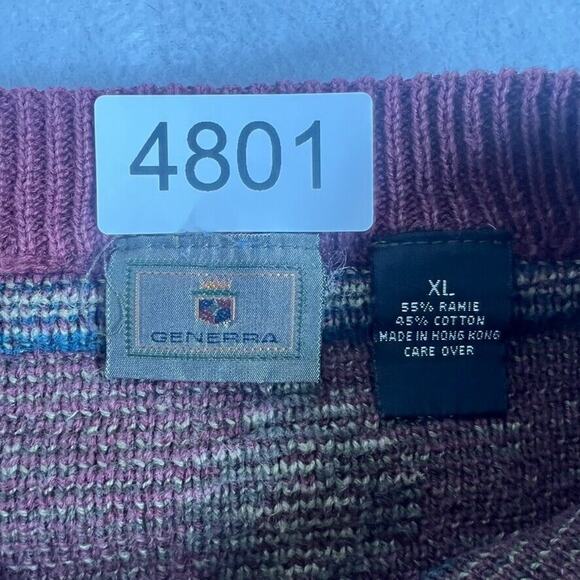 4801
GENERRA
XL
55% RAMIE
45% COTTON
MADE IN HONG KONG
CARE OVER